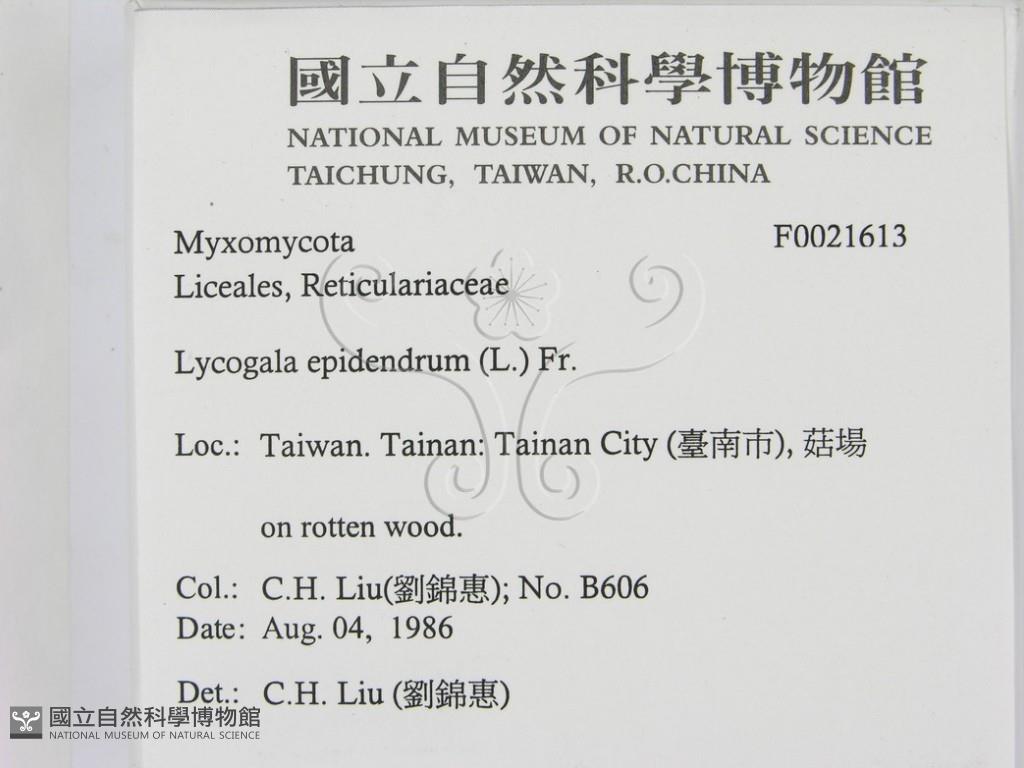 國立自然科學博物館
NATIONAL MUSEUM OF NATURAL SCIENCE
TAICHUNG, TAIWAN, R.O.CHINA
Myxomycota F0021613
Liceales, Reticulariaceae
Lycogala epidendrum (L.) Fr.
Loc.: Taiwan. Tainan: Tainan City (臺南市), 菇場
on rotten wood.
Col.: C.H. Liu(劉錦惠); No. B606
Date: Aug. 04, 1986
Det.: C.H. Liu (劉錦惠)
國立自然科學博物館
NATIONAL MUSEUM OF NATURAL SCIENCE